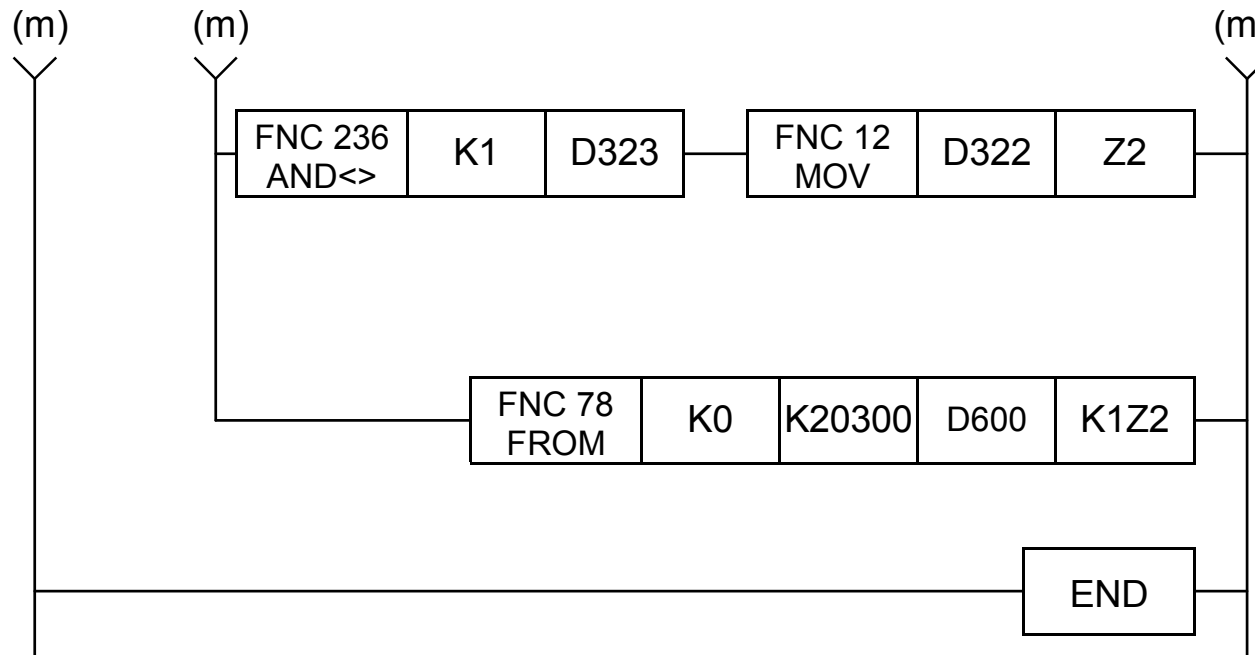 (m) (m) (m
FNC 236 K1 D323 FNC 12 D322 Z2
AND<> MOV
FNC 78 K0 K20300 D600 K1Z2
FROM
END